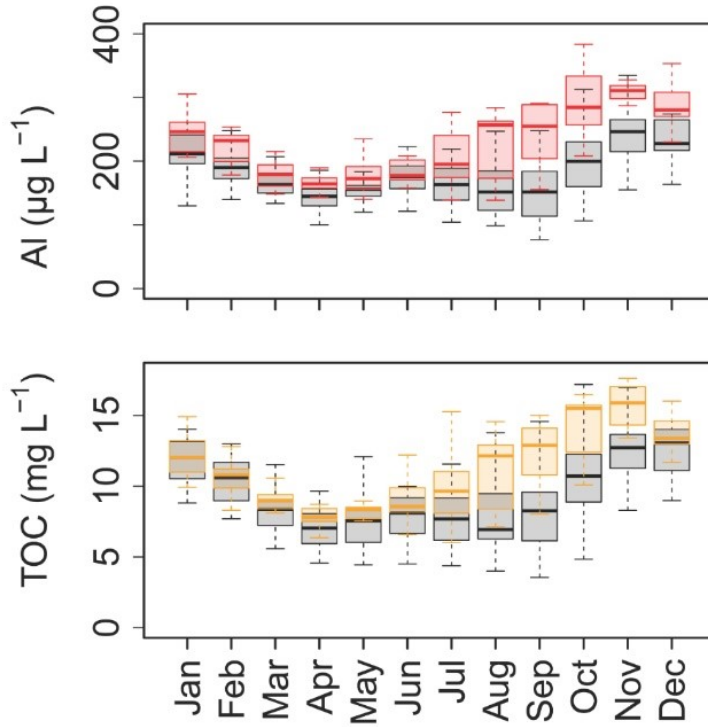 Al (µg L⁻¹)
0
200
400
TOC (mg L⁻¹)
0
5
10
15
Jan
Feb
Mar
Apr
May
Jun
Jul
Aug
Sep
Oct
Nov
Dec